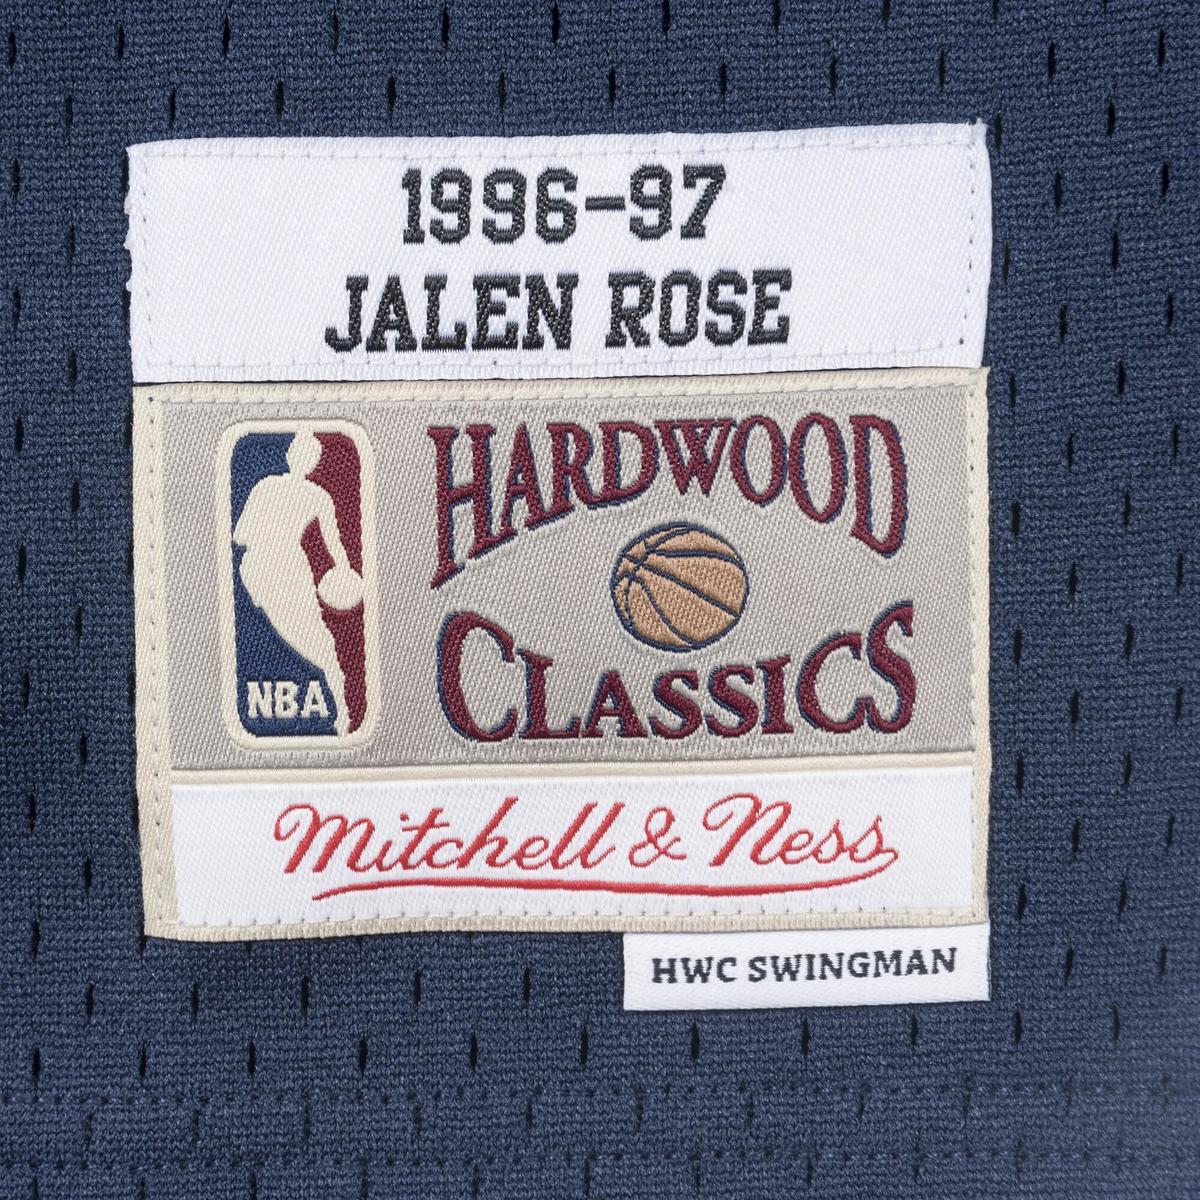 1996-97
JALEN ROSE
HARDWOOD
CLASSICS
NBA
Mitchell & Ness
HWC SWINGMAN